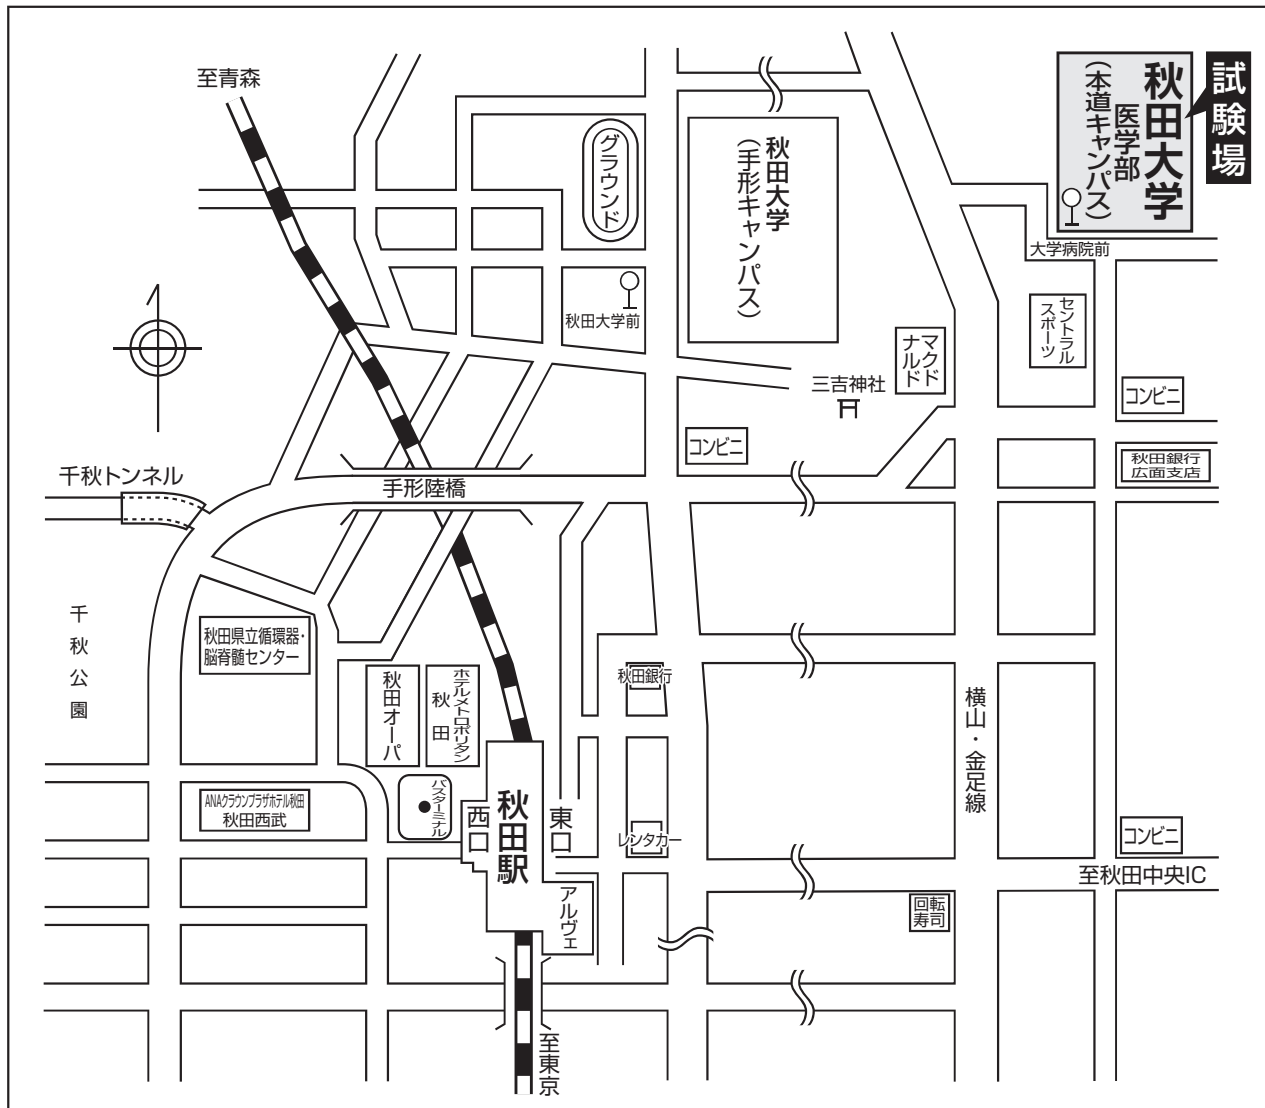 至青森
試験場
秋田大学
医学部
(本道キャンパス)
大学病院前
グラウンド
秋田大学
(手形キャンパス)
秋田大学前
セントラル
スポーツ
マクド
ナルド
三吉神社
コンビニ
コンビニ
秋田銀行
広面支店
千秋トンネル
手形陸橋
千秋公園
秋田県立循環器・
脳脊髄センター
秋田オーパ
ホテルメトロポリタン
秋田
秋田銀行
横山・金足線
ANAクラウンプラザホテル秋田
秋田西武
バスターミナル
西口
秋田駅
東口
レンタカー
コンビニ
至秋田中央IC
アルヴェ
回転
寿司
至東京